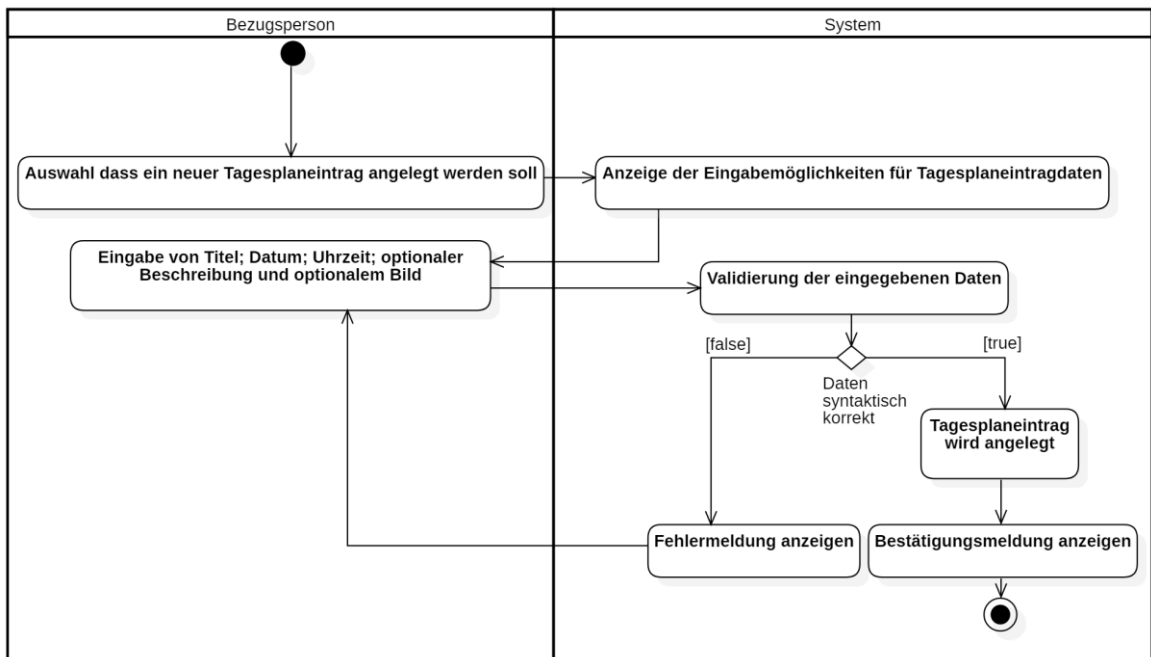 Bezugsperson
System
Auswahl dass ein neuer Tagesplaneintrag angelegt werden soll
Anzeige der Eingabemöglichkeiten für Tagesplaneintragdaten
Eingabe von Titel; Datum; Uhrzeit; optionaler
Beschreibung und optionalem Bild
Validierung der eingegebenen Daten
[false]
[true]
Daten
syntaktisch
korrekt
Tagesplaneintrag
wird angelegt
Fehlermeldung anzeigen
Bestätigungsmeldung anzeigen